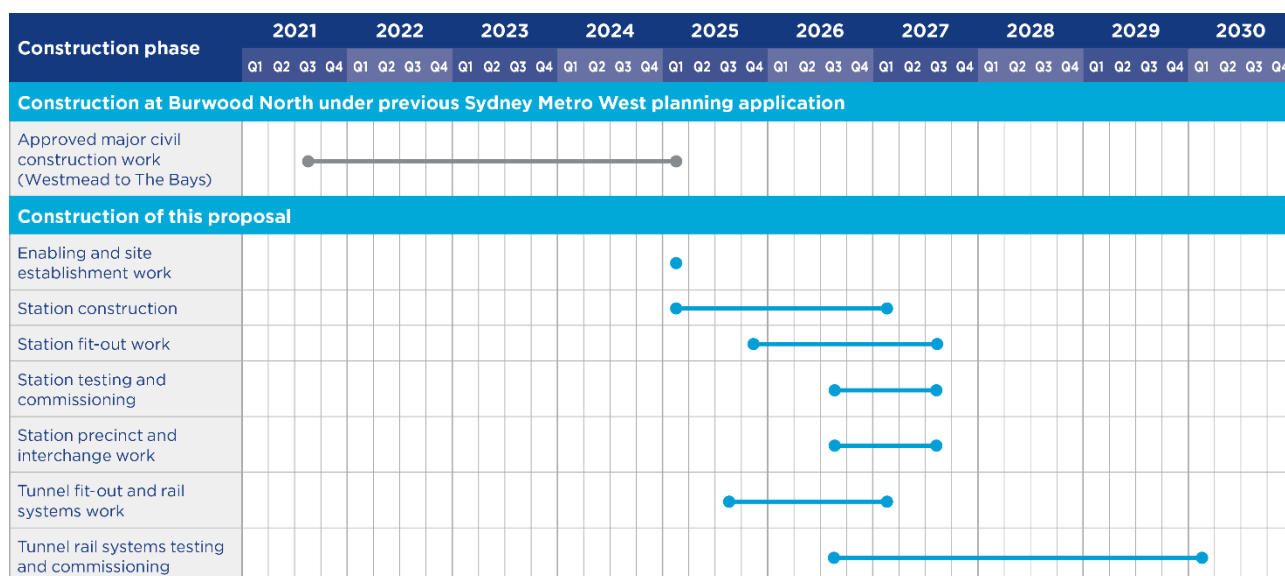 Construction phase
2021 2022 2023 2024 2025 2026 2027 2028 2029 2030
Q1 Q2 Q3 Q4 Q1 Q2 Q3 Q4 Q1 Q2 Q3 Q4 Q1 Q2 Q3 Q4 Q1 Q2 Q3 Q4 Q1 Q2 Q3 Q4 Q1 Q2 Q3 Q4 Q1 Q2 Q3 Q4 Q1 Q2 Q3 Q4 Q1 Q2 Q3 Q4
Construction at Burwood North under previous Sydney Metro West planning application
Approved major civil
construction work
(Westmead to The Bays)
Construction of this proposal
Enabling and site
establishment work
Station construction
Station fit-out work
Station testing and
commissioning
Station precinct and
interchange work
Tunnel fit-out and rail
systems work
Tunnel rail systems testing
and commissioning